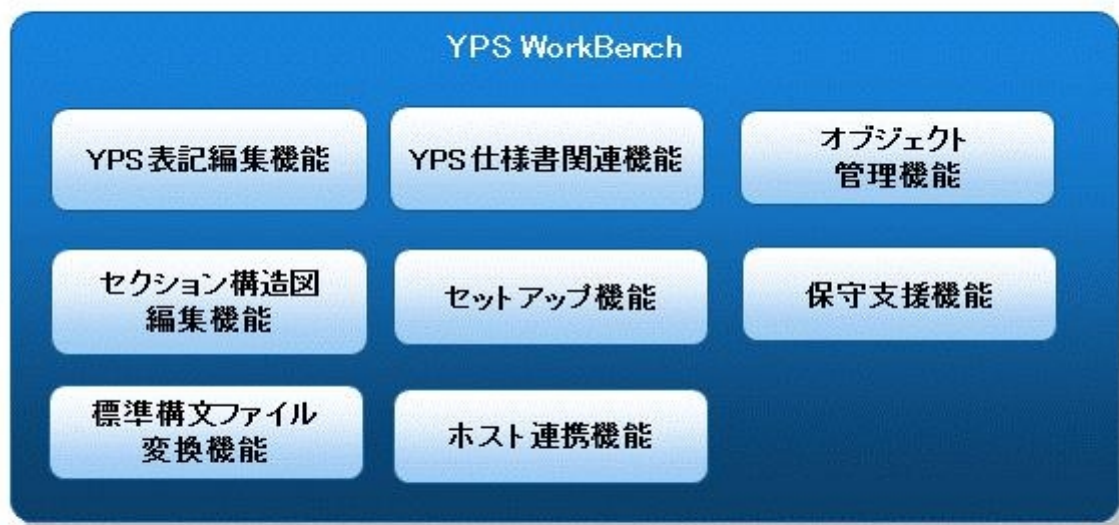 YPS WorkBench
YPS表記編集機能
YPS仕様書関連機能
オブジェクト
管理機能
セクション構造図
編集機能
セットアップ機能
保守支援機能
標準構文ファイル
変換機能
ホスト連携機能